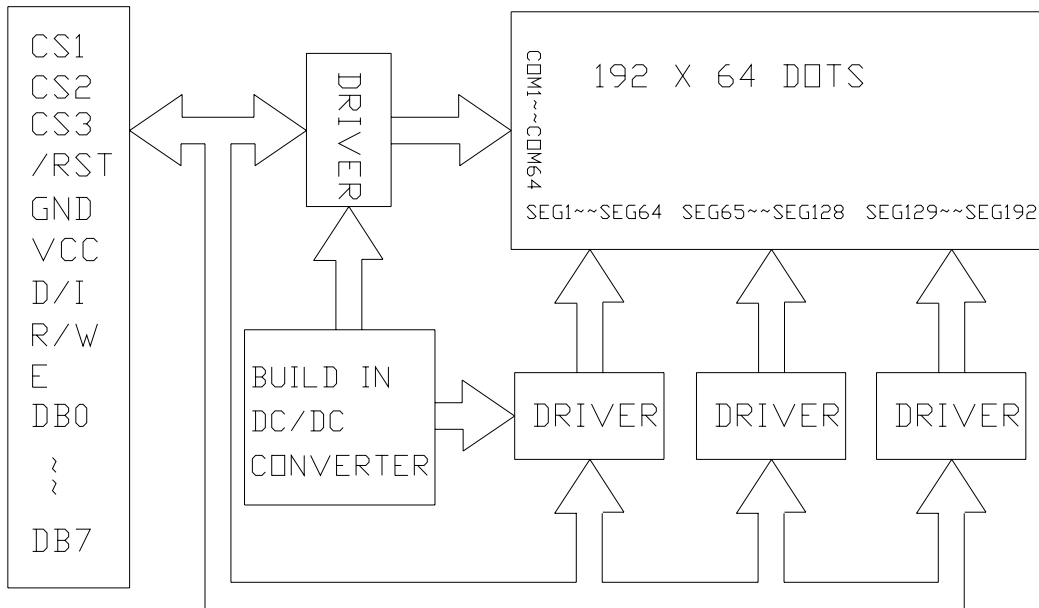 CS1
CS2
CS3
/RST
GND
VCC
D/I
R/W
E
DB0
~~
DB7
DRIVER
BUILD IN
DC/DC
CONVERTER
COM1~~COM64
192 X 64 DOTS
SEG1~~SEG64 SEG65~~SEG128 SEG129~~SEG192
DRIVER
DRIVER
DRIVER